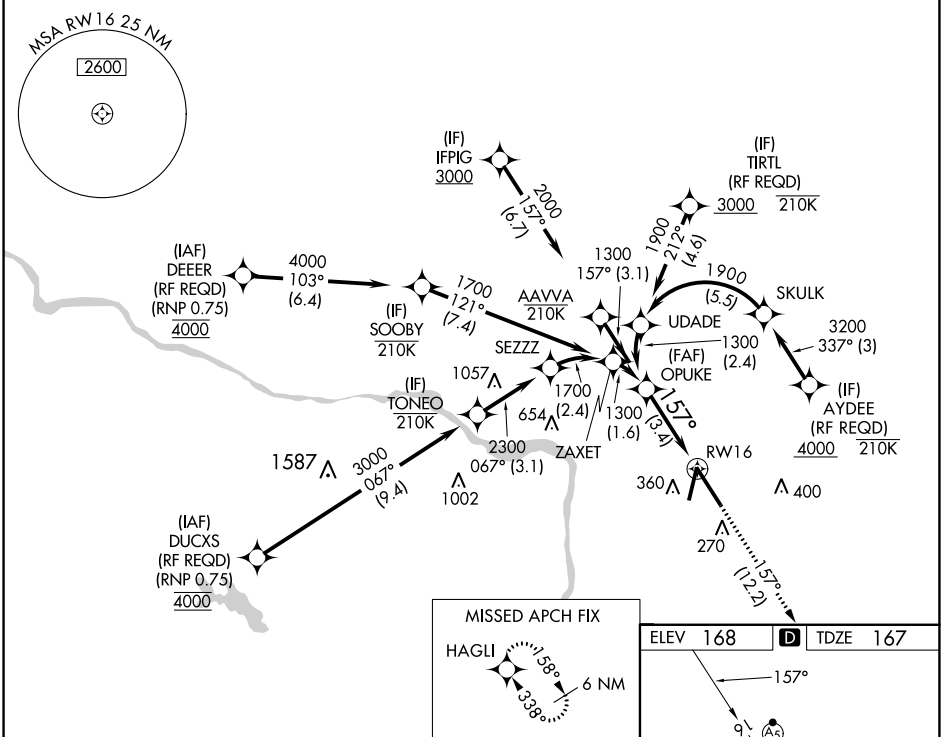 MSA RW16 25 NM
2600
(IF)
IFPIG
3000
2000
157°
(6.7)
(IF)
TIRTL
(RF REQD)
3000 210K
1900
212°
(4.6)
(IAF)
DEEER
(RF REQD)
(RNP 0.75)
4000
4000
103°
(6.4)
(IF)
SOOBY
210K
1700
121°
(7.4)
1300
157° (3.1)
AAVVA
210K
1900
(5.5)
SKULK
UDADE
1300
(2.4)
3200
337° (3)
(IF)
AYDEE
(RF REQD)
4000 210K
SEZZZ
1700
(2.4)
(FAF)
OPUKE
1300
(1.6)
ZAXET
157°
(3.4)
RW16
1057
654
(IF)
TONEO
210K
2300
067° (3.1)
1587
3000
067°
(9.4)
1002
360
400
270
157°
(12.2)
(IAF)
DUCXS
(RF REQD)
(RNP 0.75)
4000
MISSED APCH FIX
HAGLI
158°
338°
6 NM
ELEV 168 D TDZE 167
157°
16
A5